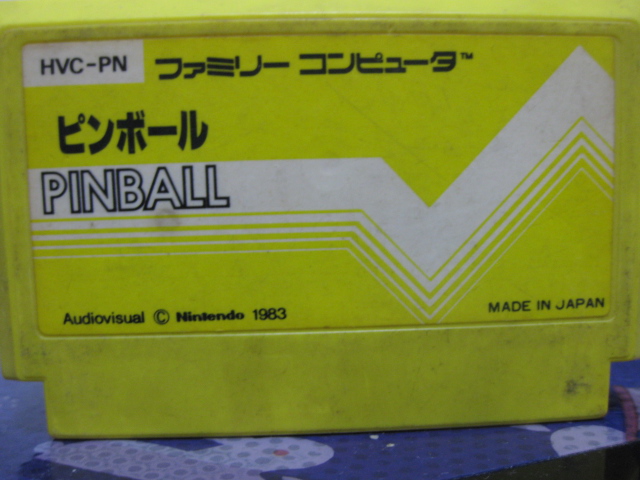 HVC-PN
ファミリー コンピュータ™
ピンボール
PINBALL
Audiovisual © Nintendo 1983
MADE IN JAPAN